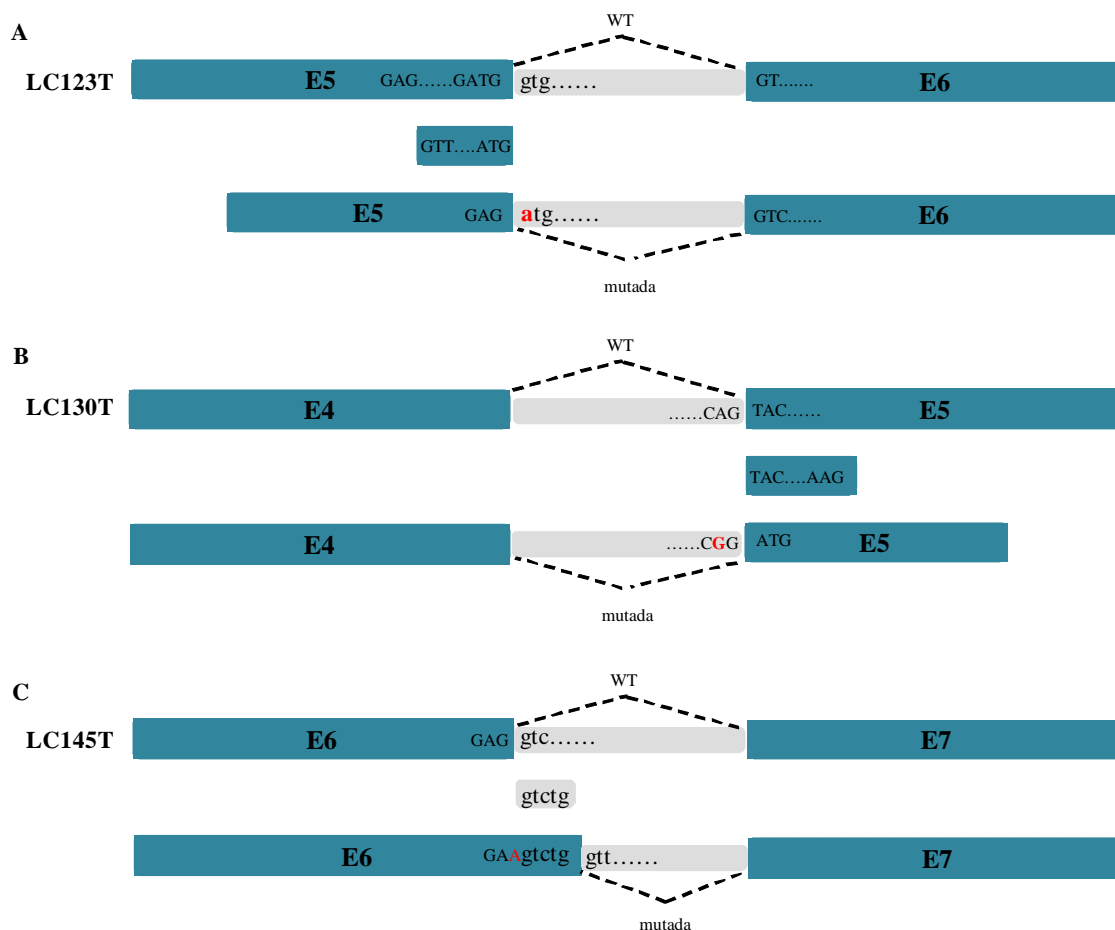 A
WT
LC123T
E5 GAG……GATG gtg…… GT……. E6
GTT….ATG
E5 GAG atg…… GTC……. E6
mutada
B
WT
LC130T
E4 ……CAG TAC…… E5
TAC….AAG
E4 ……CGG ATG E5
mutada
C
WT
LC145T
E6 GAG gtc…… E7
gtctg
E6 GAAgtctg gtt…… E7
mutada